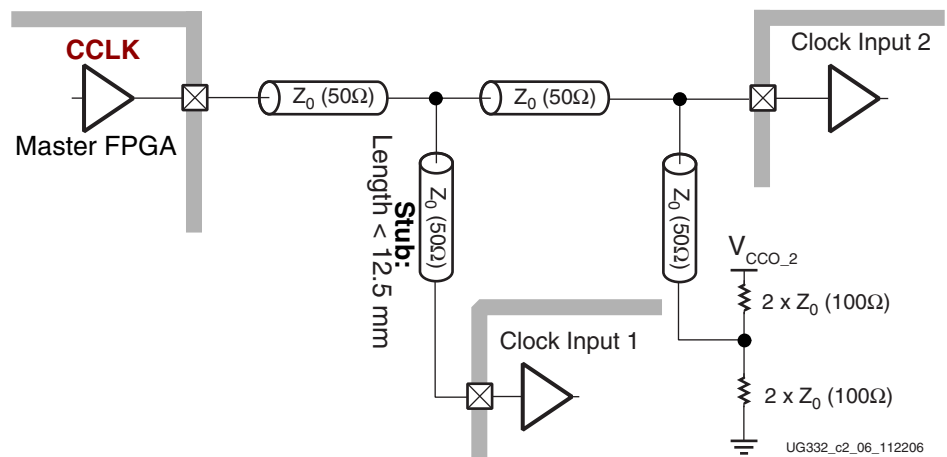 CCLK
Master FPGA
Z0 (50Ω)
Z0 (50Ω)
Clock Input 2
Stub:
Length < 12.5 mm
Z0 (50Ω)
Z0 (50Ω)
VCCO_2
2 x Z0 (100Ω)
Clock Input 1
2 x Z0 (100Ω)
UG332_c2_06_112206